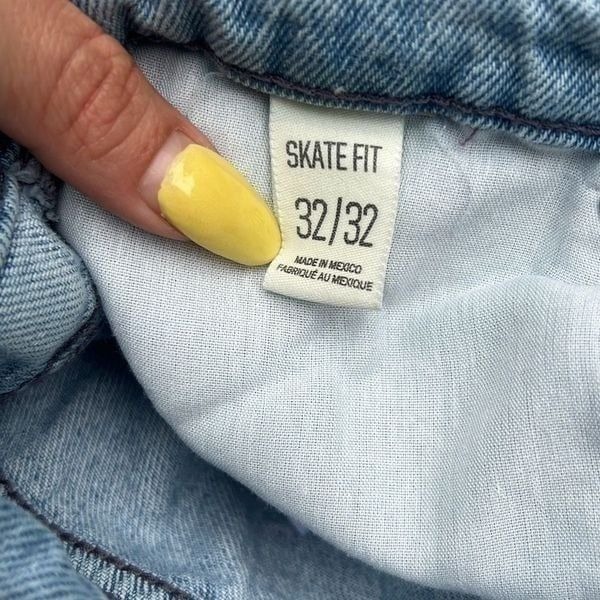 SKATE FIT
32/32
MADE IN MEXICO
FABRIQUÉ AU MEXIQUE